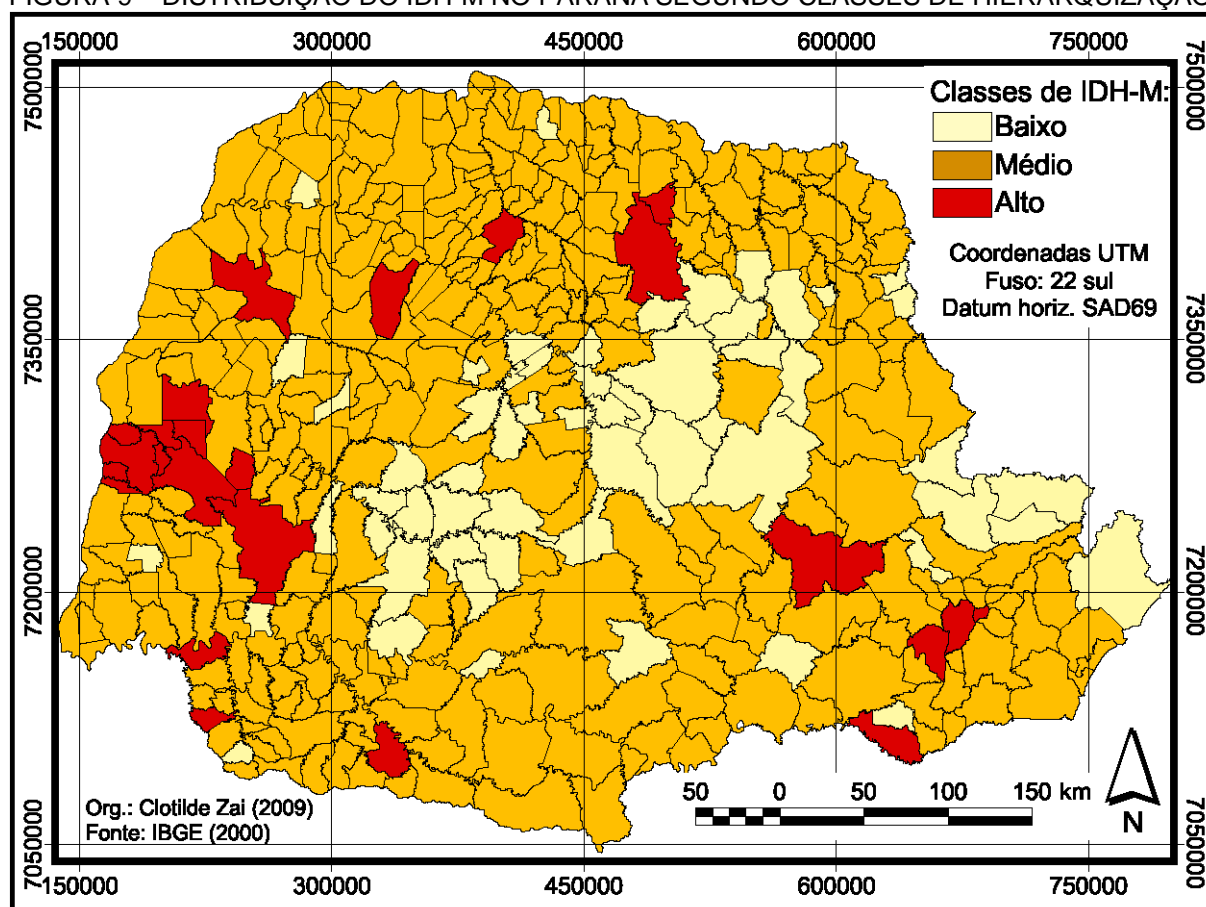 FIGURA 9 – DISTRIBUIÇÃO DO IDH-M NO PARANÁ SEGUNDO CLASSES DE HIERARQUIZAÇÃO
150000 300000 450000 600000 750000
7500000 7500000
Classes de IDH-M:
Baixo
Médio
Alto
Coordenadas UTM
Fuso: 22 sul
Datum horiz. SAD69
7350000 7350000
7200000 7200000
50 0 50 100 150 km
N
Org.: Clotilde Zai (2009)
Fonte: IBGE (2000)
7050000 7050000
150000 300000 450000 600000 750000